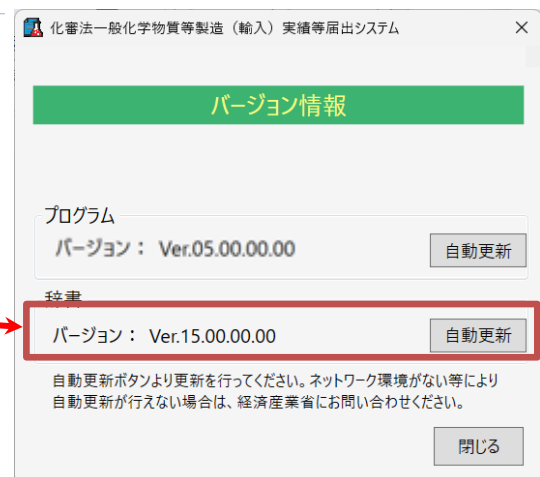 化審法一般化学物質等製造（輸入）実績等届出システム
バージョン情報
プログラム
バージョン： Ver.05.00.00.00
自動更新
辞書
バージョン： Ver.15.00.00.00
自動更新
自動更新ボタンより更新を行ってください。ネットワーク環境がない等により
自動更新が行えない場合は、経済産業省にお問い合わせください。
閉じる